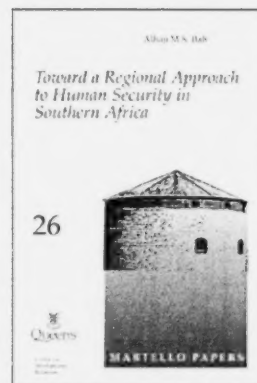 Toward a Regional Approach
to Human Security in
Southern Africa
26
Queen's
MARTELLO PAPERS